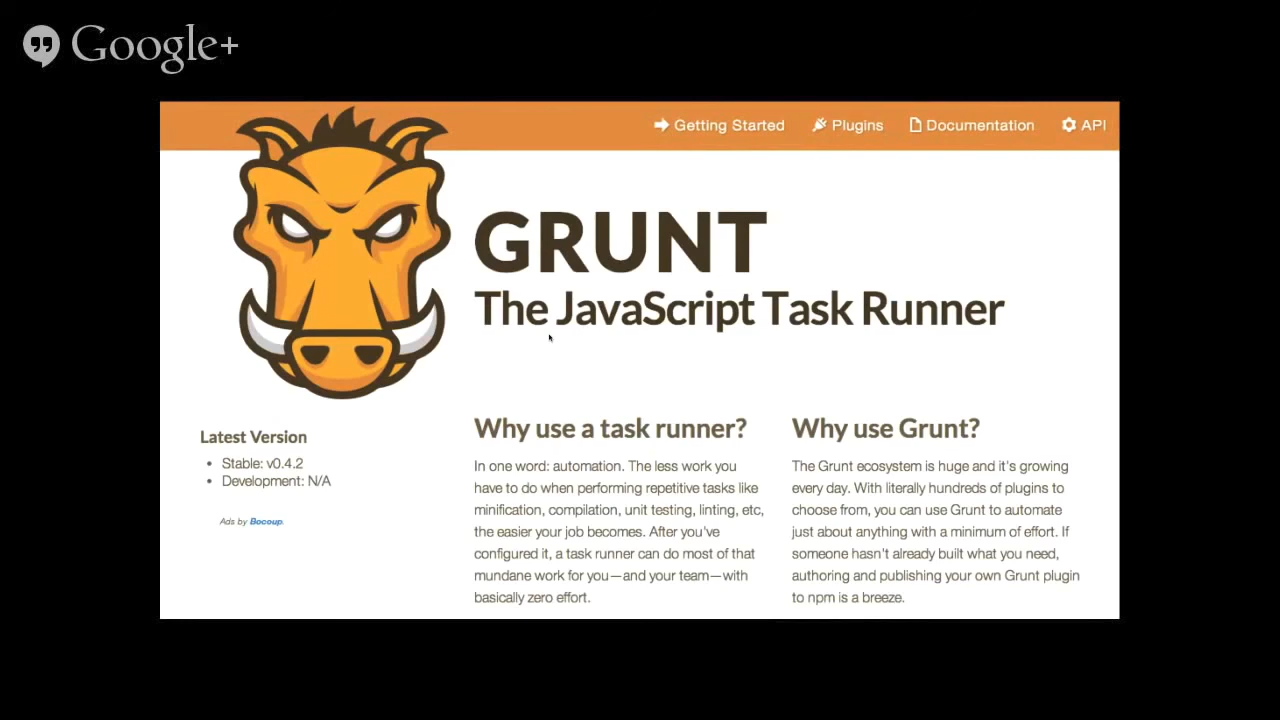 Google+
Getting Started
Plugins
Documentation
API
GRUNT
The JavaScript Task Runner
Latest Version
• Stable: v0.4.2
• Development: N/A
Ads by Bocoup.
Why use a task runner?
In one word: automation. The less work you
have to do when performing repetitive tasks like
minification, compilation, unit testing, linting, etc,
the easier your job becomes. After you've
configured it, a task runner can do most of that
mundane work for you—and your team—with
basically zero effort.
Why use Grunt?
The Grunt ecosystem is huge and it's growing
every day. With literally hundreds of plugins to
choose from, you can use Grunt to automate
just about anything with a minimum of effort. If
someone hasn't already built what you need,
authoring and publishing your own Grunt plugin
to npm is a breeze.